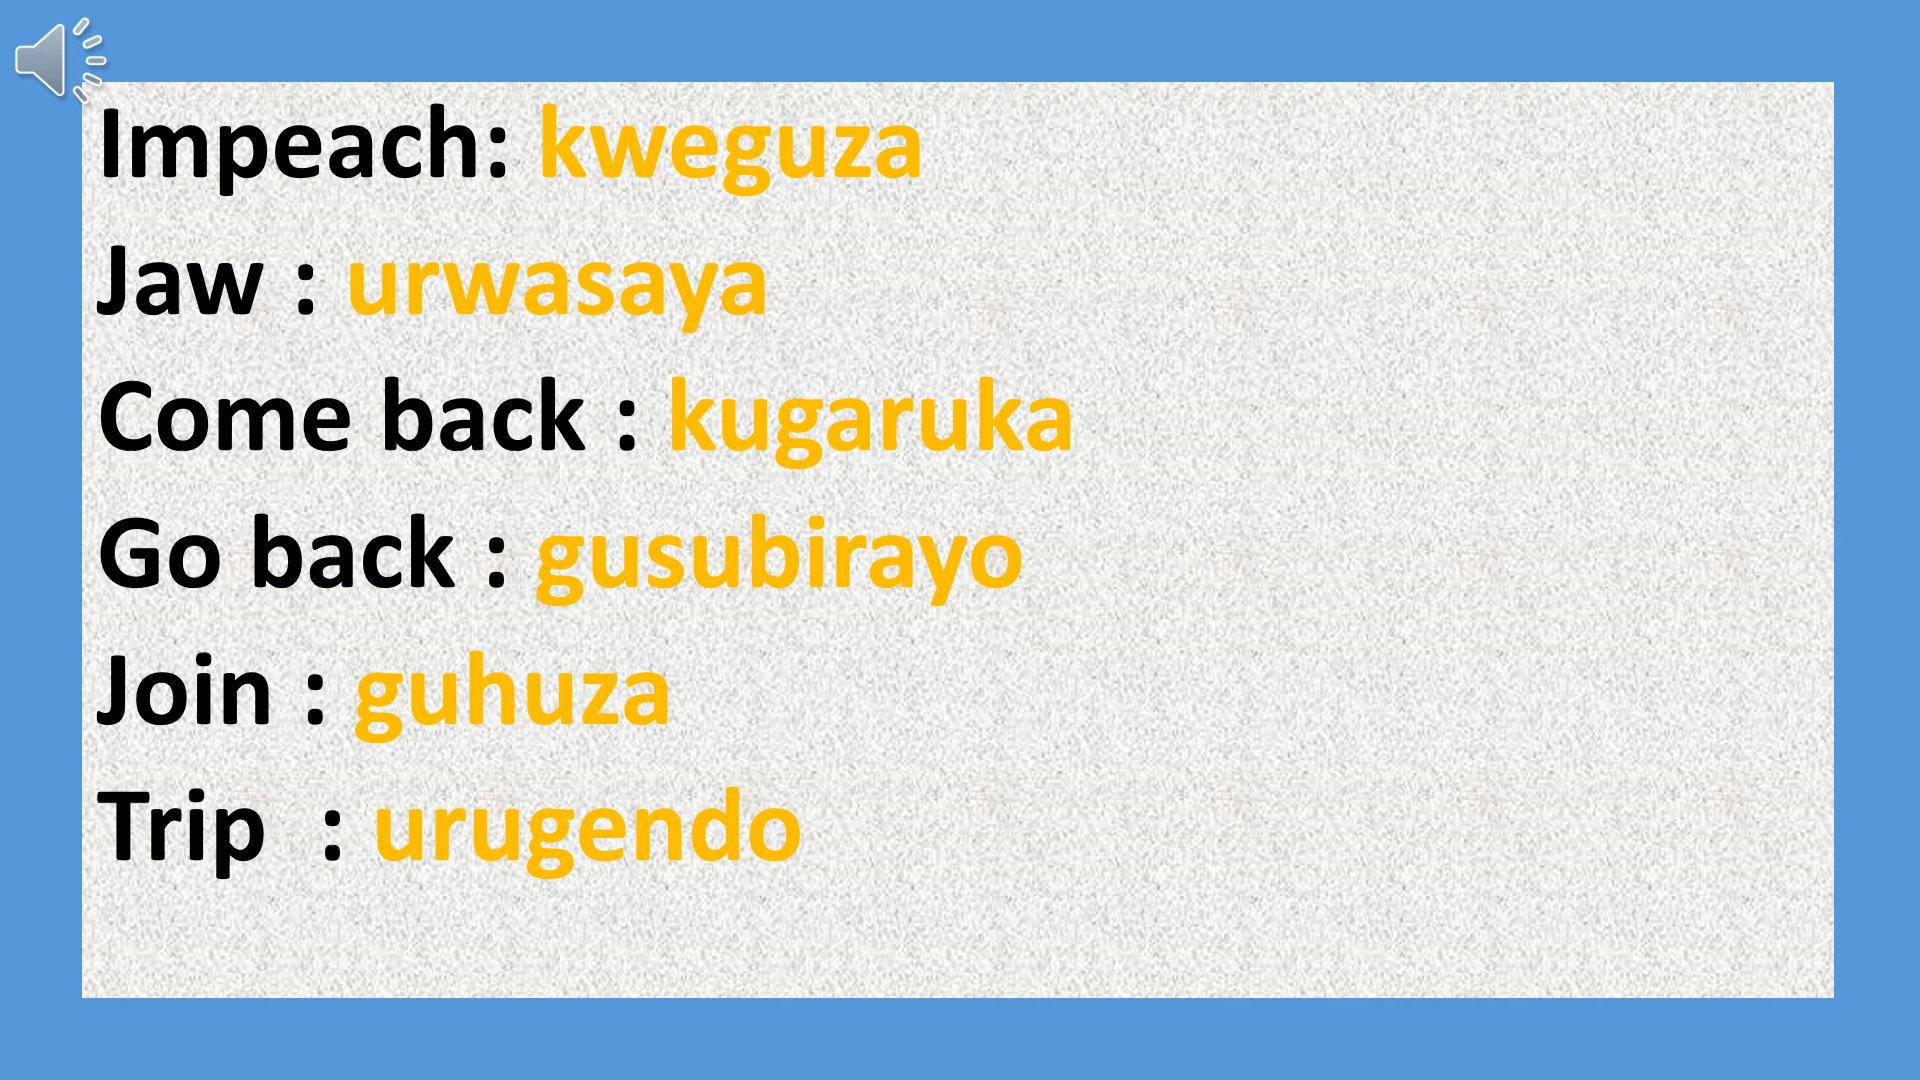 Impeach: kweguza
Jaw : urwasaya
Come back : kugaruka
Go back : gusubirayo
Join : guhuza
Trip  : urugendo